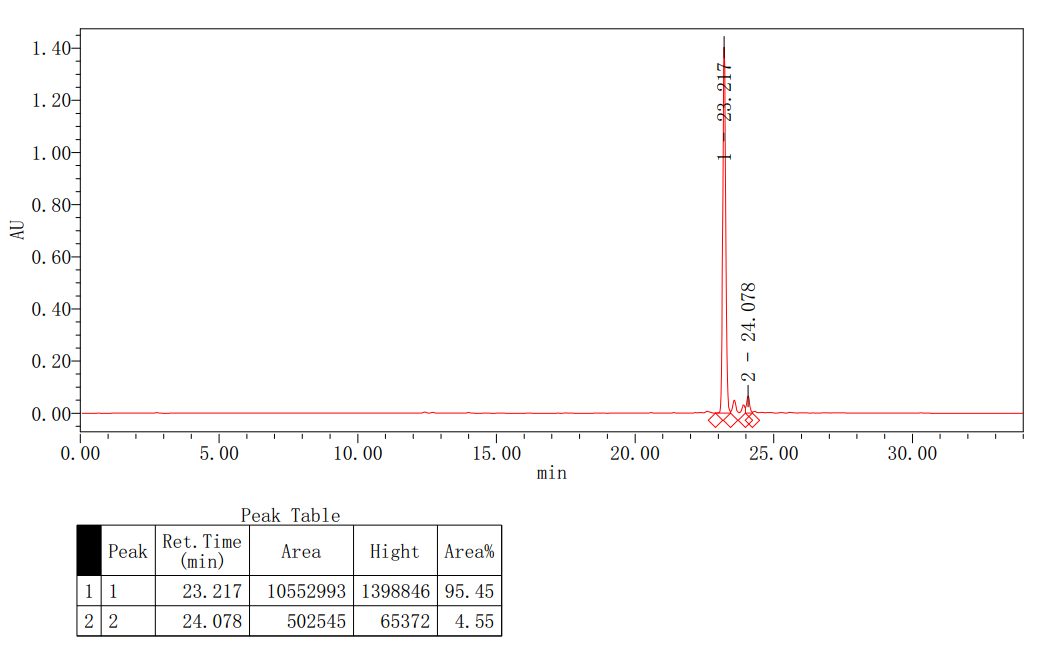 1.40
1.20
1.00
0.80
0.60
0.40
0.20
0.00
AU
1 - 23.217
2 - 24.078
0.00 5.00 10.00 15.00 20.00 25.00 30.00
min
Peak Table
Peak Ret.Time (min) Area Hight Area%
1 1 23.217 10552993 1398846 95.45
2 2 24.078 502545 65372 4.55